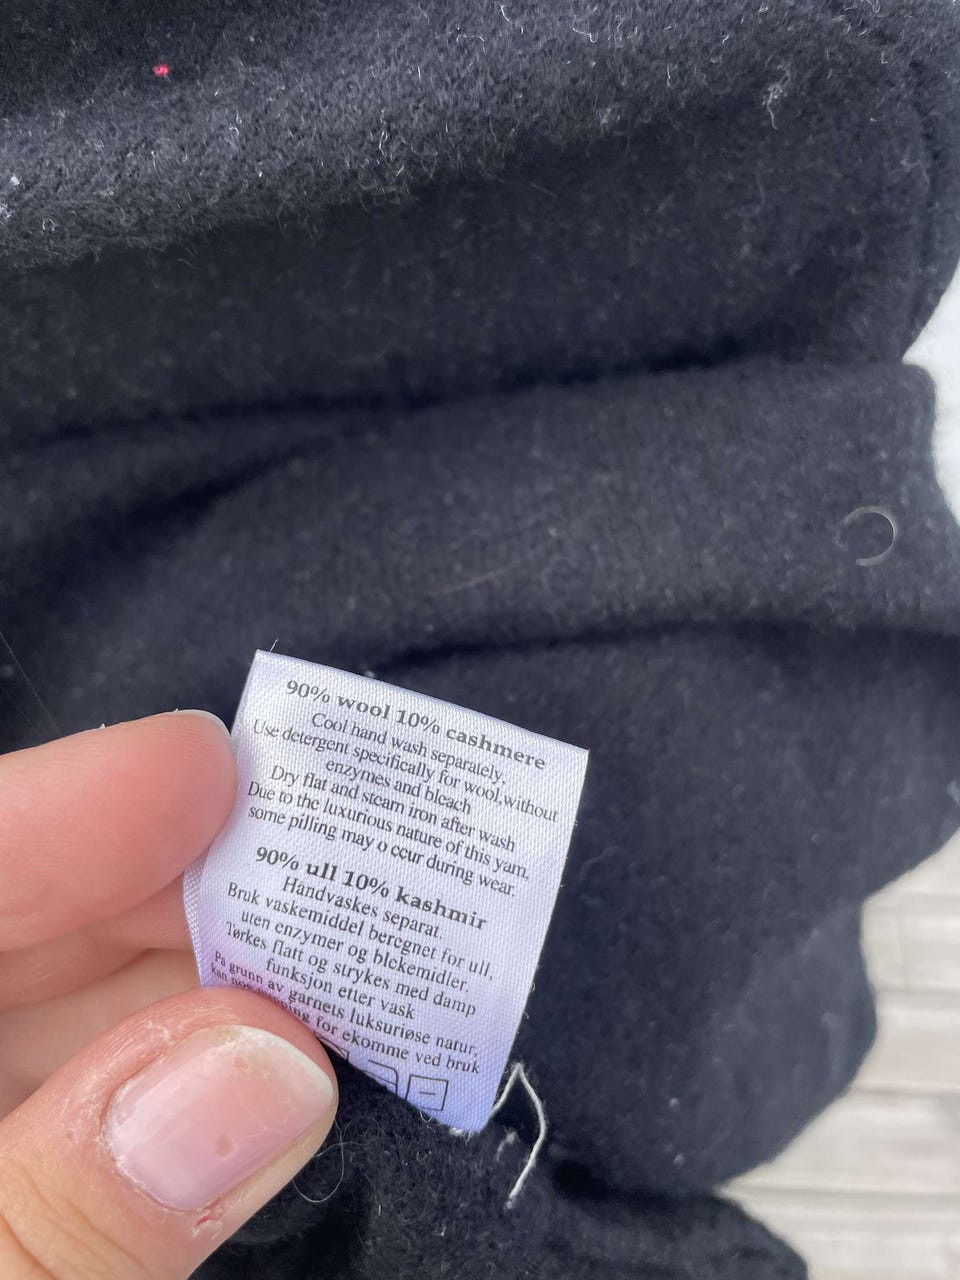 90% wool 10% cashmere
Cool hand wash separately.
Use detergent specifically for wool,without
enzymes and bleach
Dry flat and steam iron after wash
Due to the luxurious nature of this yarn.
some pilling may o ccur during wear.
90% ull 10% kashmir
Håndvaskes separat.
Bruk vaskemiddel beregnet for ull,
uten enzymer og blekemidler.
Tørkes flatt og strykes med damp
funksjon etter vask
På grunn av garnets luksuriøse natur,
kan for ekomme ved bruk